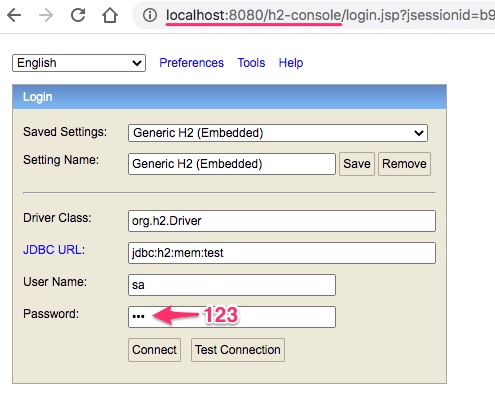 localhost:8080/h2-console/login.jsp?jsessionid=b9
English Preferences Tools Help
Login
Saved Settings: Generic H2 (Embedded)
Setting Name: Generic H2 (Embedded) Save Remove
Driver Class: org.h2.Driver
JDBC URL: jdbc:h2:mem:test
User Name: sa
Password: ••• 123
Connect Test Connection